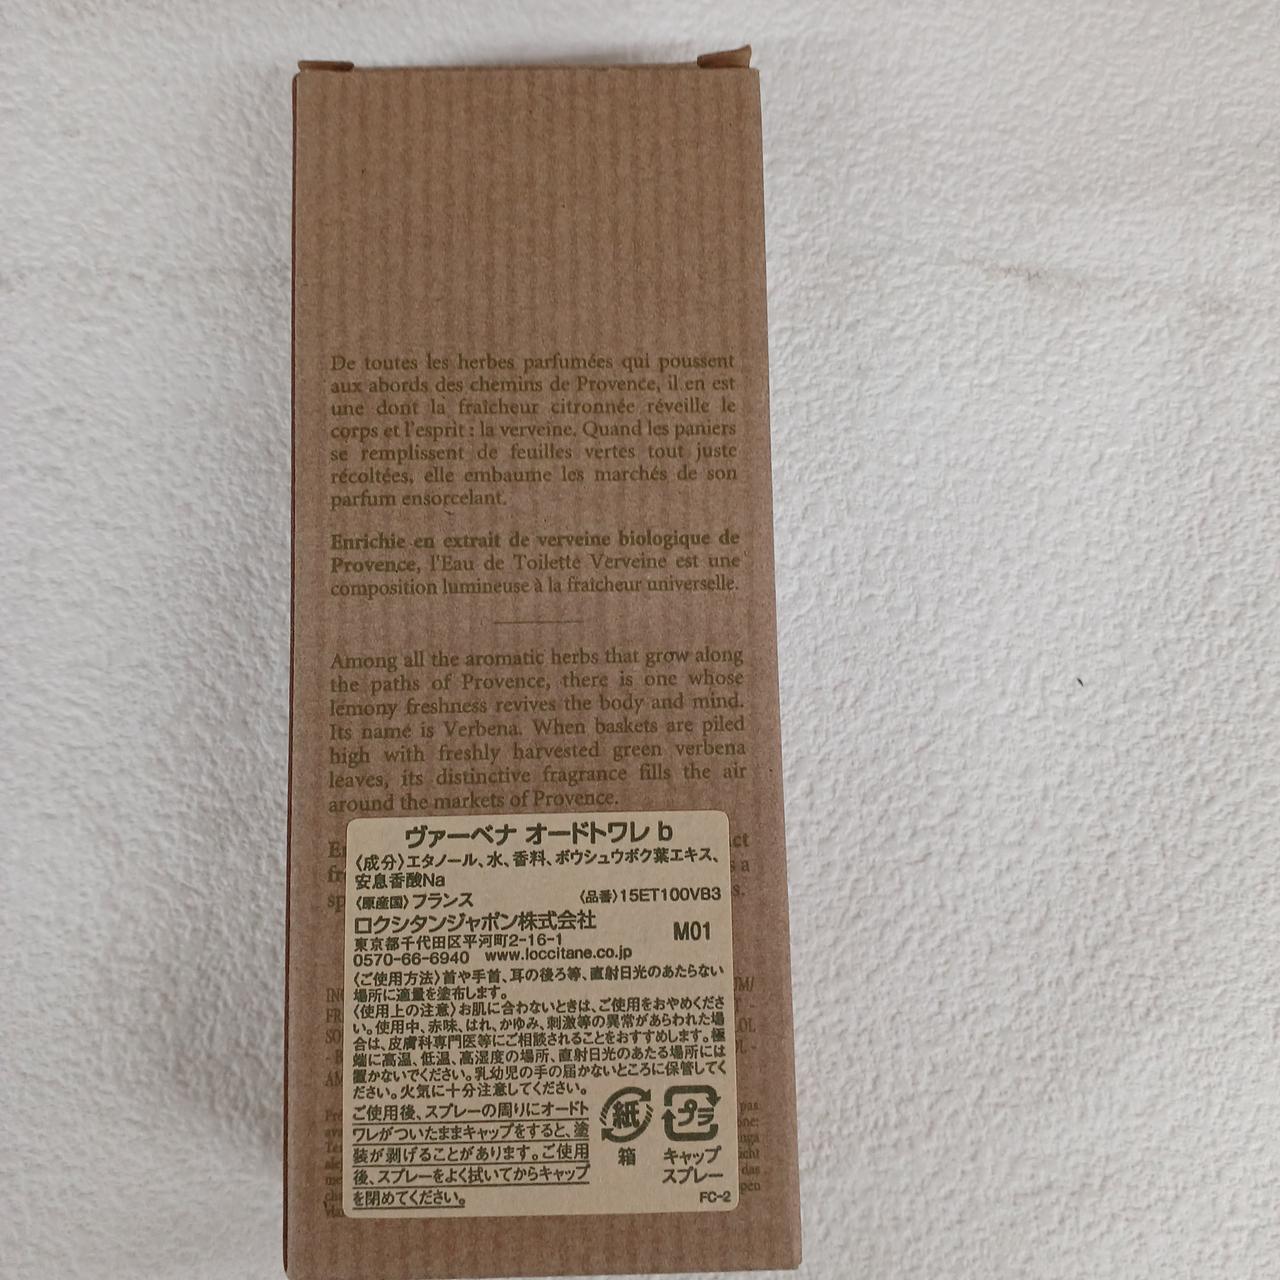 De toutes les herbes parfumées qui poussent
aux abords des chemins de Provence, il en est
une dont la fraîcheur citronnée réveille le
corps et l'esprit : la verveine. Quand les paniers
se remplissent de feuilles vertes tout juste
récoltées, elle embaume les marchés de son
parfum ensorcelant.
Enrichie en extrait de verveine biologique de
Provence, l'Eau de Toilette Verveine est une
composition lumineuse à la fraîcheur universelle.
Among all the aromatic herbs that grow along
the paths of Provence, there is one whose
lemony freshness revives the body and mind.
Its name is Verbena. When baskets are piled
high with freshly harvested green verbena
leaves, its distinctive fragrance fills the air
around the markets of Provence.
ヴァーベナ オードトワレ b
〈成分〉エタノール、水、香料、ボウシュウボク葉エキス、
安息香酸Na
〈原産国〉フランス 〈品番〉15ET100VB3
ロクシタンジャポン株式会社
M01
東京都千代田区平河町2-16-1
0570-66-6940 www.loccitane.co.jp
〈ご使用方法〉首や手首、耳の後ろ等、直射日光のあたらない
場所に適量を塗布します。
〈使用上の注意〉お肌に合わないときは、ご使用をおやめくださ
い。使用中、赤味、はれ、かゆみ、刺激等の異常があらわれた場
合は、皮膚科専門医等にご相談されることをおすすめします。極
端に高温、低温、高湿度の場所、直射日光のあたる場所には
置かないでください。乳幼児の手の届かないところに保管してく
ださい。火気に十分注意してください。
ご使用後、スプレーの周りにオードト
ワレがついたままキャップをすると、塗
装が剥げることがあります。ご使用
後、スプレーをよく拭いてからキャップ
を閉めてください。
紙
箱
プラ
キャップ
スプレー
FC-2